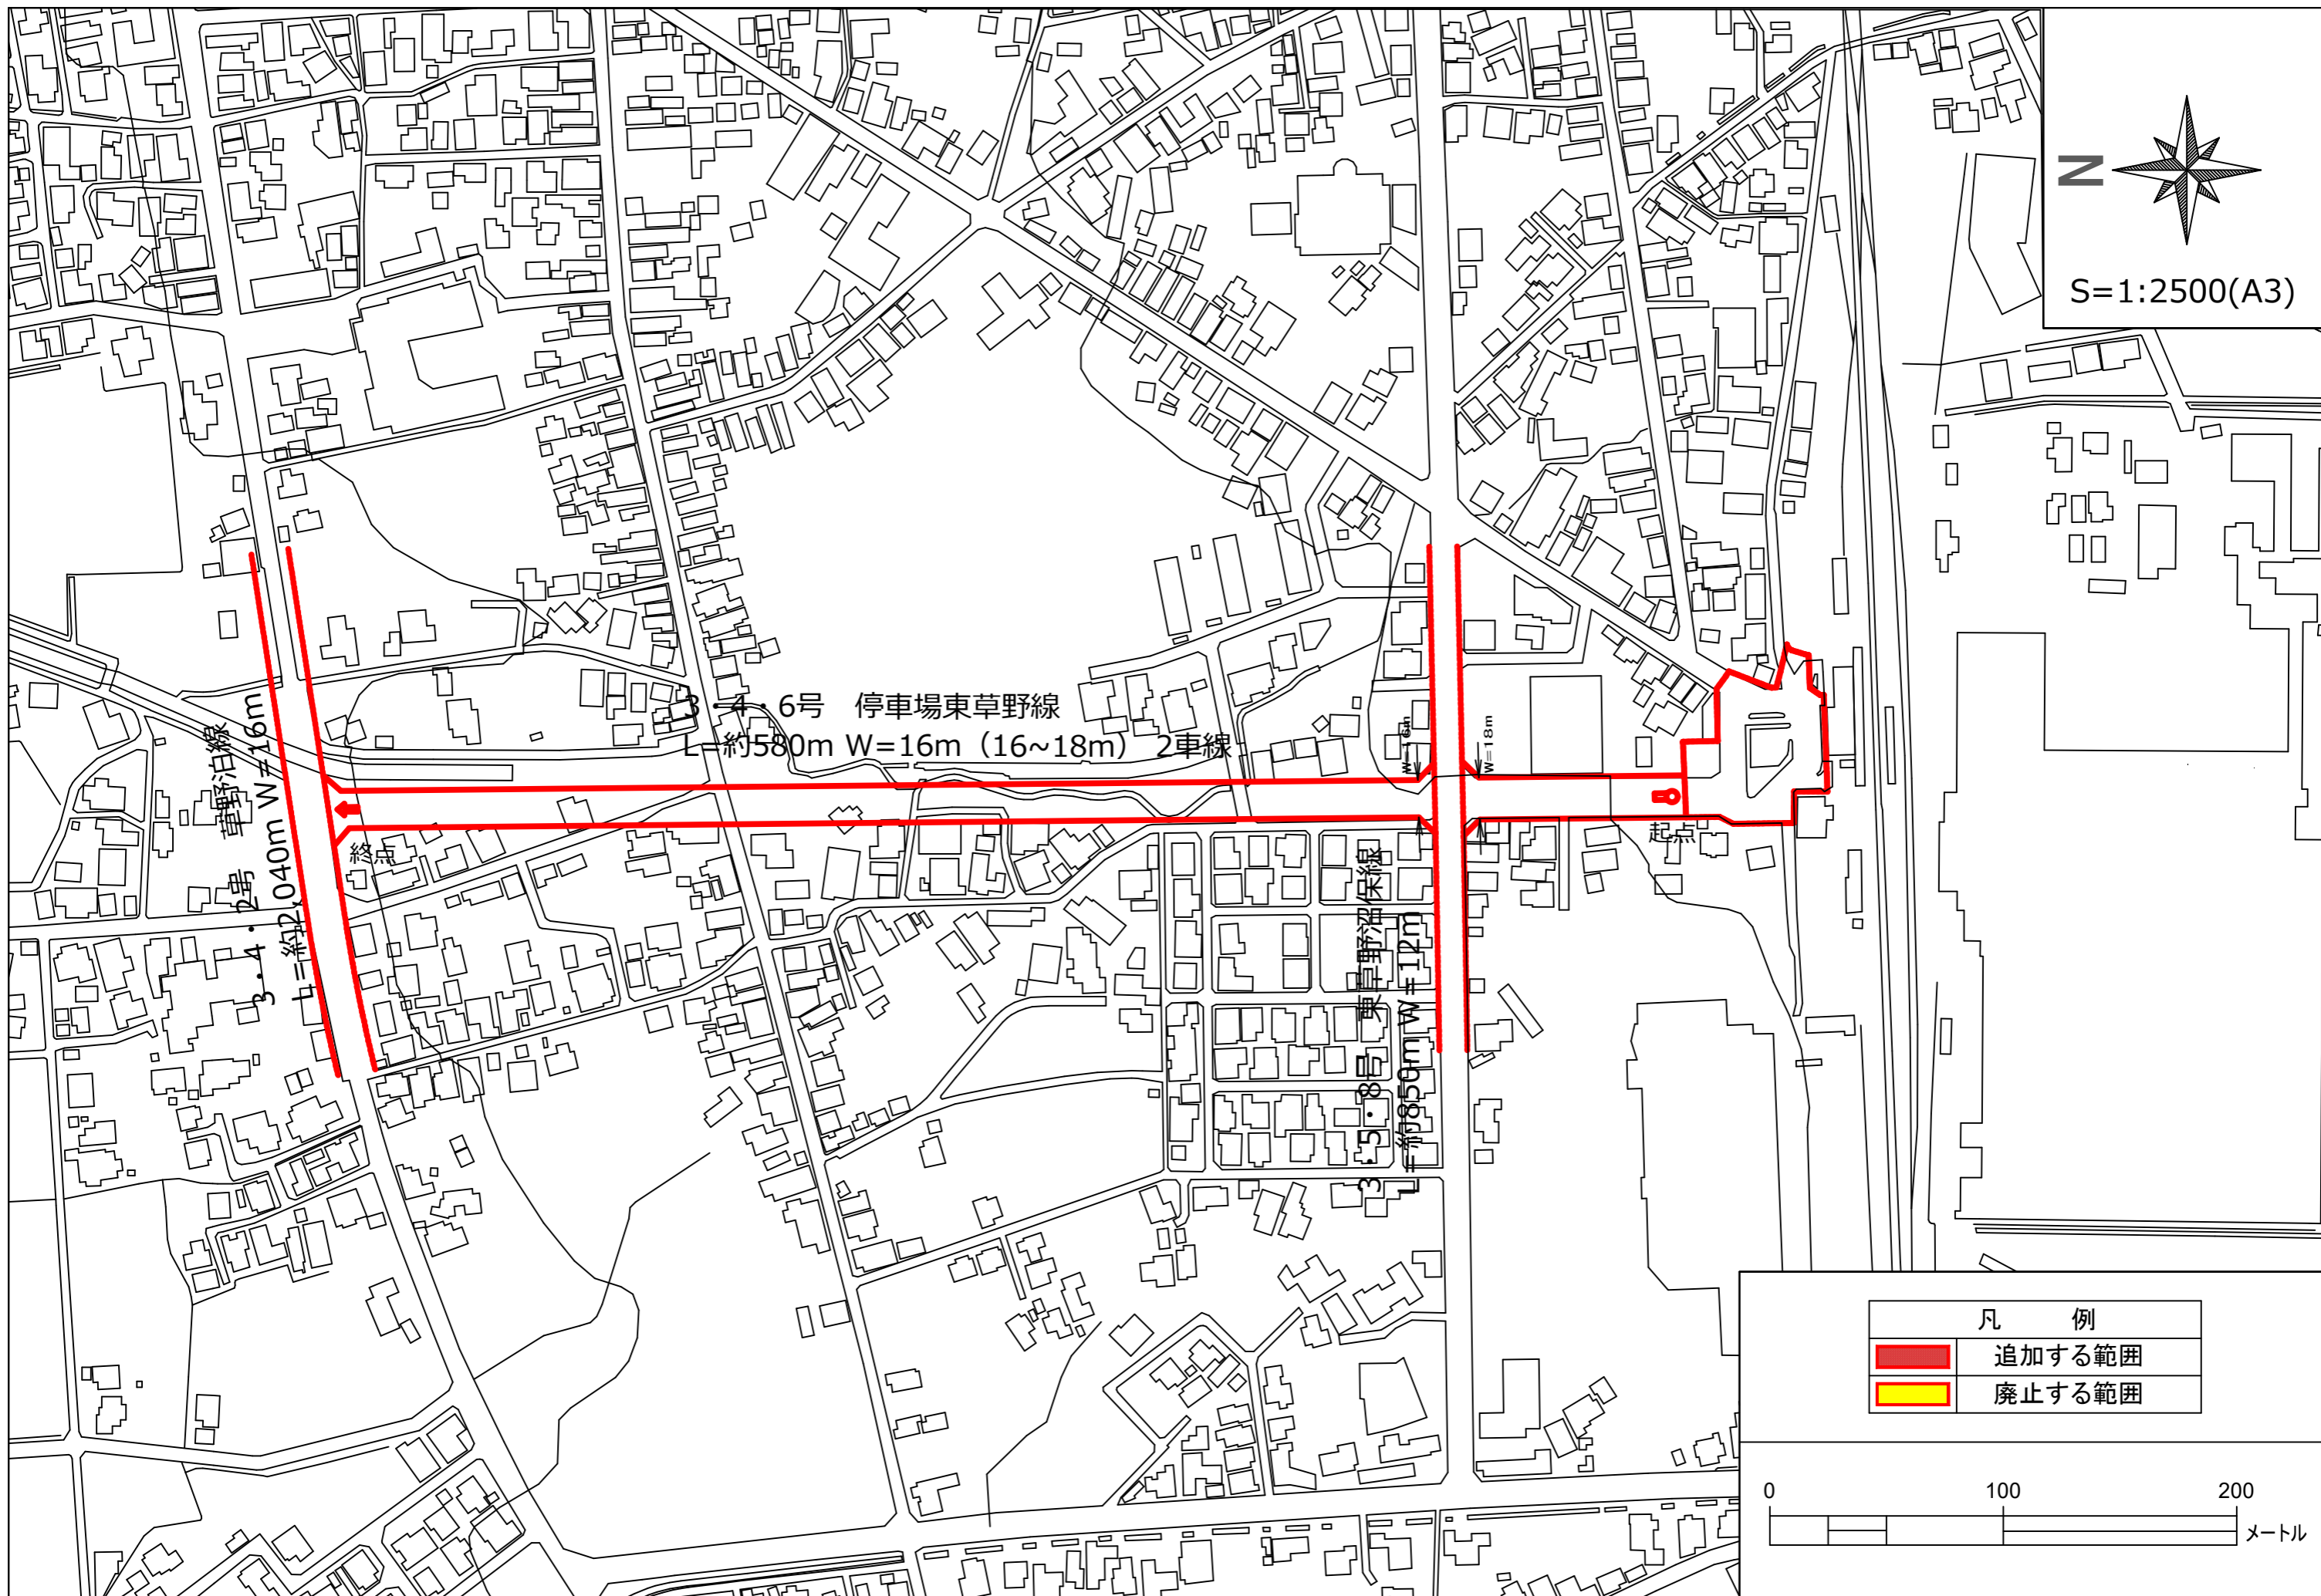 N
S=1:2500(A3)
3・4・6号 停車場東草野線
L=約580m W=16m（16~18m） 2車線
W=16m
W=18m
3・4・2号 草野泊線
L=約2,040m W=16m
終点
起点
3・5・8号 東草野沼保線
L=約850m W=12m
凡 例
追加する範囲
廃止する範囲
0 100 200
メートル